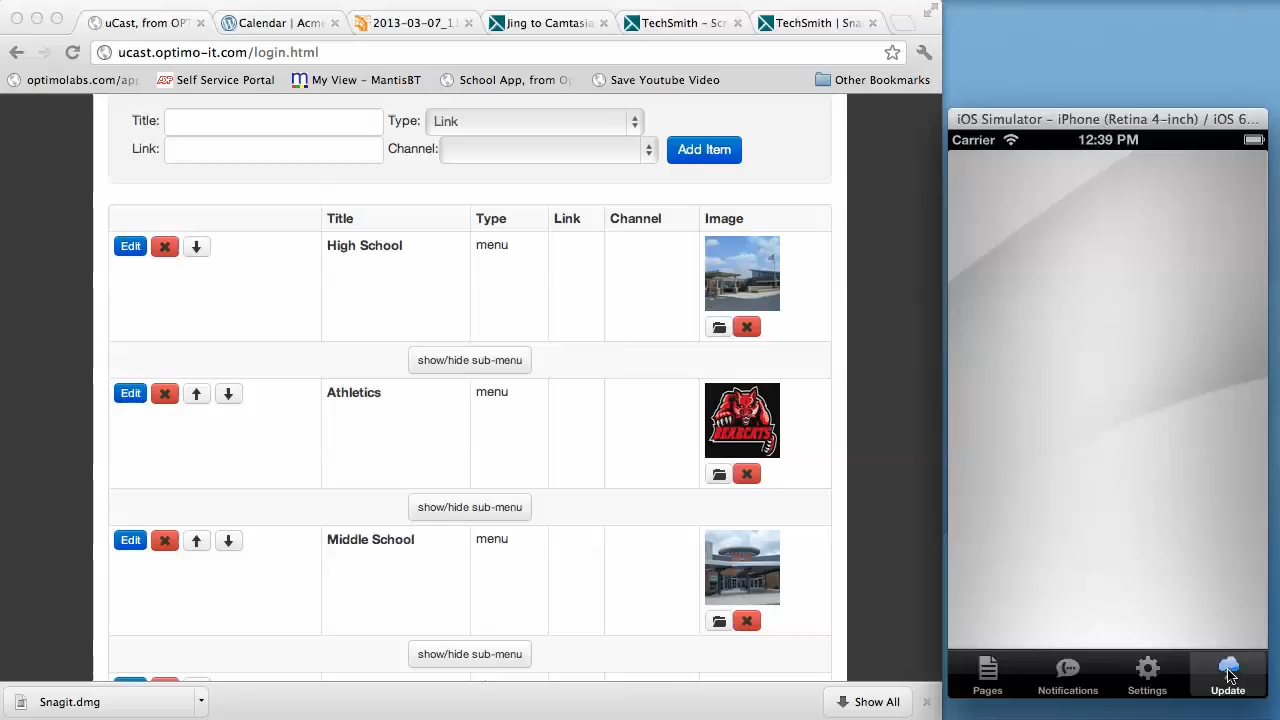 uCast, from OPT
Calendar | Acme
2013-03-07_1
Jing to Camtasia
TechSmith – Scr
TechSmith | Sna
ucast.optimo-it.com/login.html
optimolabs.com/app
Self Service Portal
My View - MantisBT
School App, from Op
Save Youtube Video
Other Bookmarks
Title:
Type:
Link
Link:
Channel:
Add Item
Title Type Link Channel Image
Edit
High School
menu
show/hide sub-menu
Edit
Athletics
menu
BEARCATS
show/hide sub-menu
Edit
Middle School
menu
show/hide sub-menu
Snagit.dmg
Show All
iOS Simulator – iPhone (Retina 4-inch) / iOS 6...
Carrier
12:39 PM
Pages
Notifications
Settings
Update